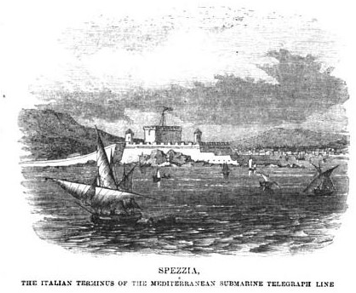 SPEZZIA,
THE ITALIAN TERMINUS OF THE MEDITERRANEAN SUBMARINE TELEGRAPH LINE